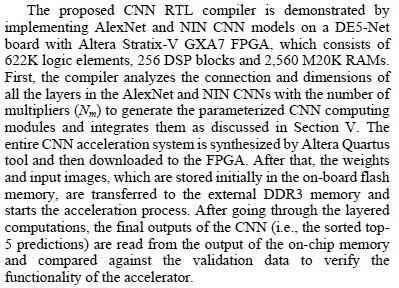 The proposed CNN RTL compiler is demonstrated by
implementing AlexNet and NIN CNN models on a DE5-Net
board with Altera Stratix-V GXA7 FPGA, which consists of
622K logic elements, 256 DSP blocks and 2,560 M20K RAMs.
First, the compiler analyzes the connection and dimensions of
all the layers in the AlexNet and NIN CNNs with the number of
multipliers (Nm) to generate the parameterized CNN computing
modules and integrates them as discussed in Section V. The
entire CNN acceleration system is synthesized by Altera Quartus
tool and then downloaded to the FPGA. After that, the weights
and input images, which are stored initially in the on-board flash
memory, are transferred to the external DDR3 memory and
starts the acceleration process. After going through the layered
computations, the final outputs of the CNN (i.e., the sorted top-
5 predictions) are read from the output of the on-chip memory
and compared against the validation data to verify the
functionality of the accelerator.